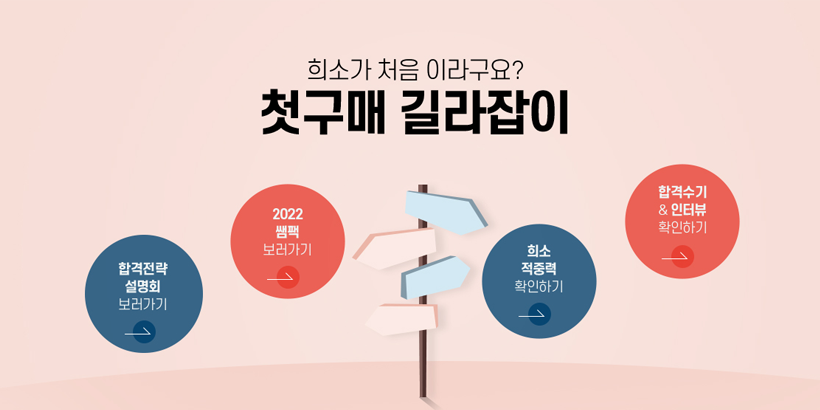 희소가 처음 이라구요?
첫구매 길라잡이
합격전략
설명회
보러가기
2022
쌤팩
보러가기
희소
적중력
확인하기
합격수기
& 인터뷰
확인하기